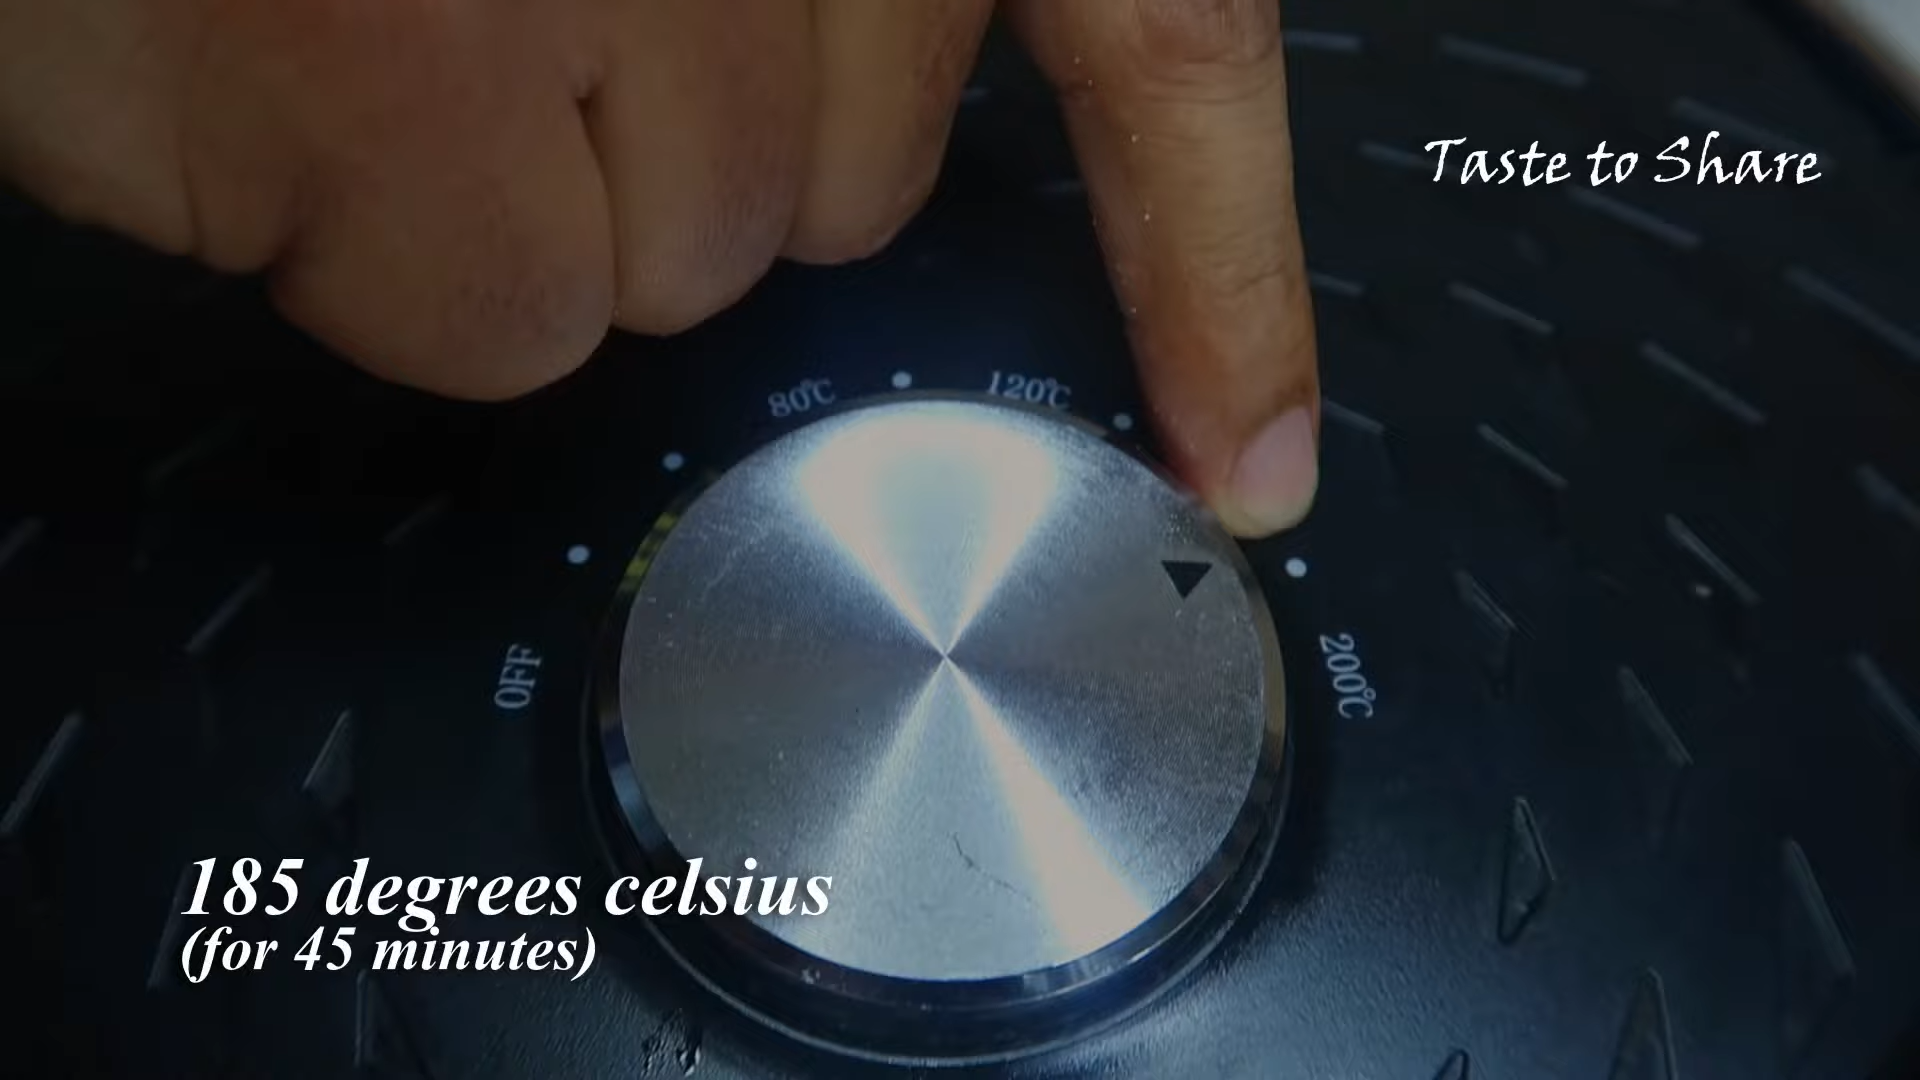 Taste to Share
80℃
120℃
OFF
200℃
185 degrees celsius
(for 45 minutes)